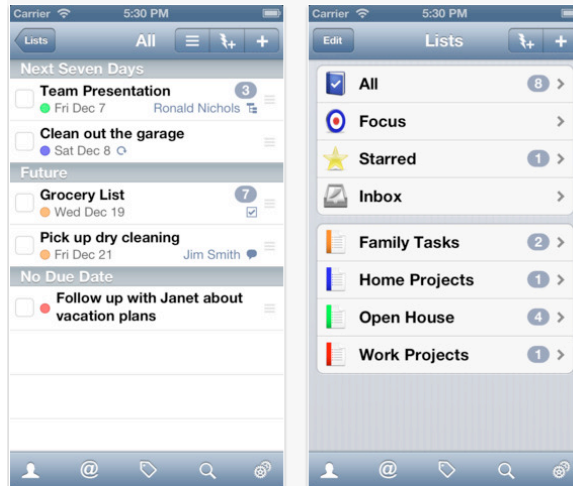 Carrier 5:30 PM
Lists All
Next Seven Days
Team Presentation 3
Fri Dec 7 Ronald Nichols
Clean out the garage
Sat Dec 8
Future
Grocery List 7
Wed Dec 19
Pick up dry cleaning
Fri Dec 21 Jim Smith
No Due Date
Follow up with Janet about
vacation plans
@
Carrier 5:30 PM
Edit Lists
All 8
Focus
Starred 1
Inbox
Family Tasks 2
Home Projects 1
Open House 4
Work Projects 1
@